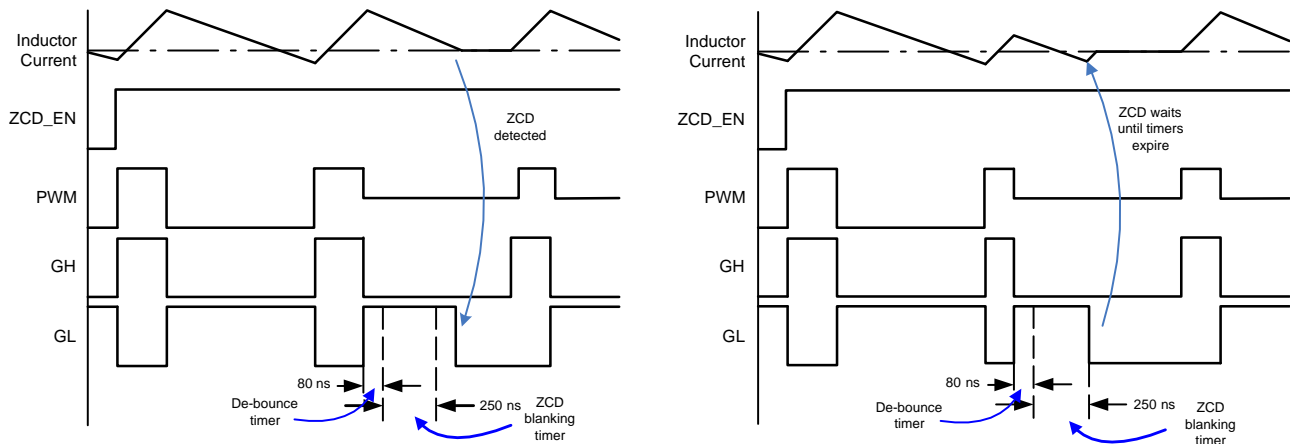 Inductor
Current
ZCD_EN
PWM
GH
GL
ZCD
detected
80 ns
De-bounce
timer
250 ns
ZCD
blanking
timer
Inductor
Current
ZCD_EN
PWM
GH
GL
ZCD waits
until timers
expire
80 ns
De-bounce
timer
250 ns
ZCD
blanking
timer